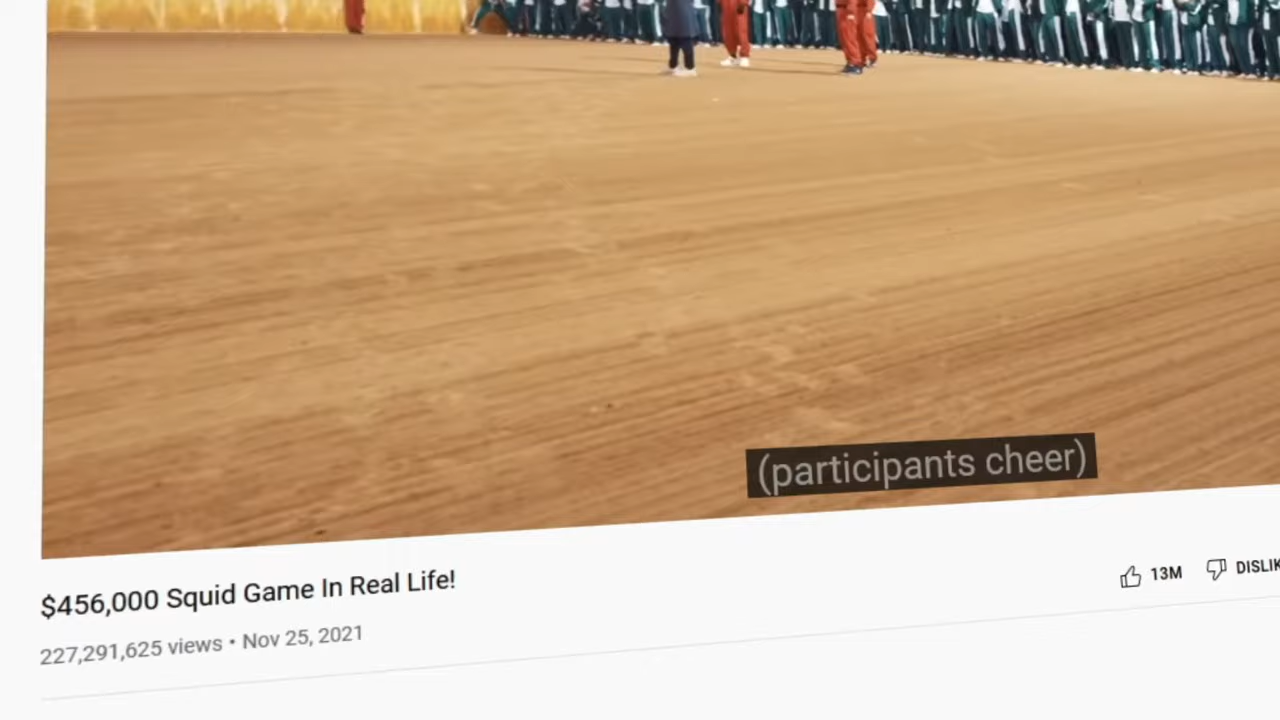 (participants cheer)
$456,000 Squid Game In Real Life!
13M DISLIK
227,291,625 views • Nov 25, 2021